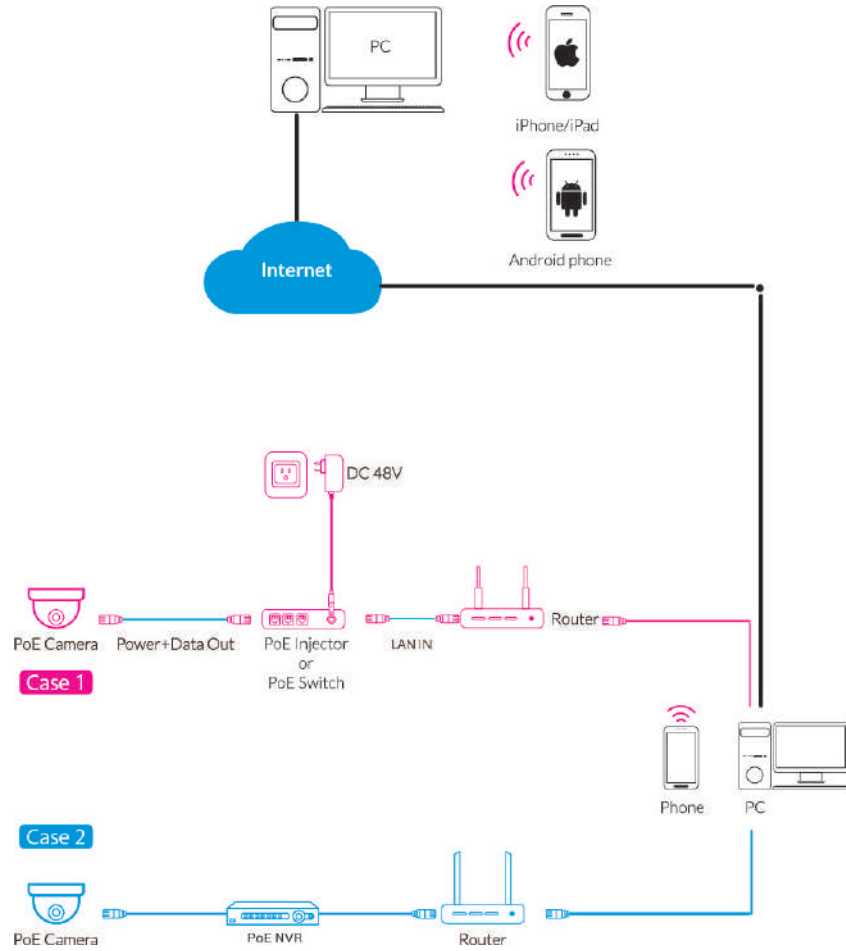 PC
iPhone/iPad
Android phone
Internet
DC 48V
Router
PoE Camera
Power+Data Out
PoE Injector
or
PoE Switch
LAN IN
Case 1
Phone
PC
Case 2
PoE Camera
PoE NVR
Router